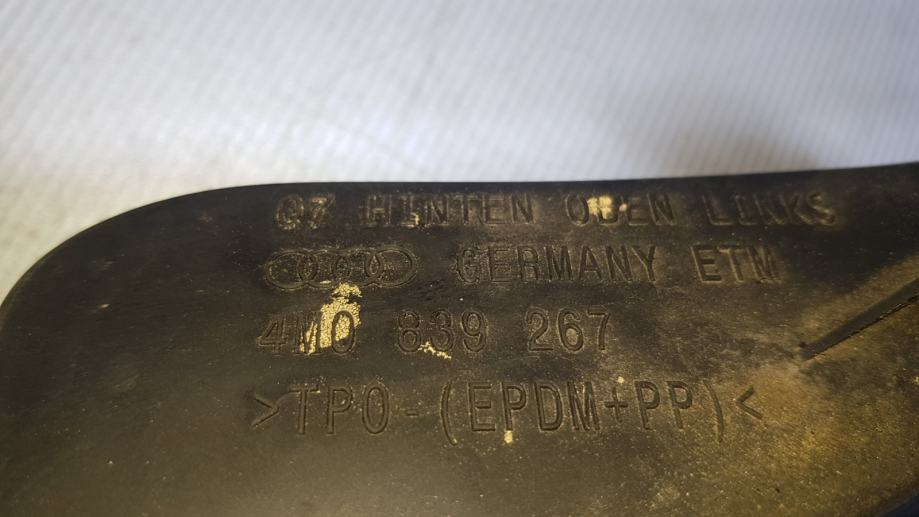 Q7 HINTEN OBEN LINKS
GERMANY ETM
4M0 839 267
>TPO-(EPDM+PP)<